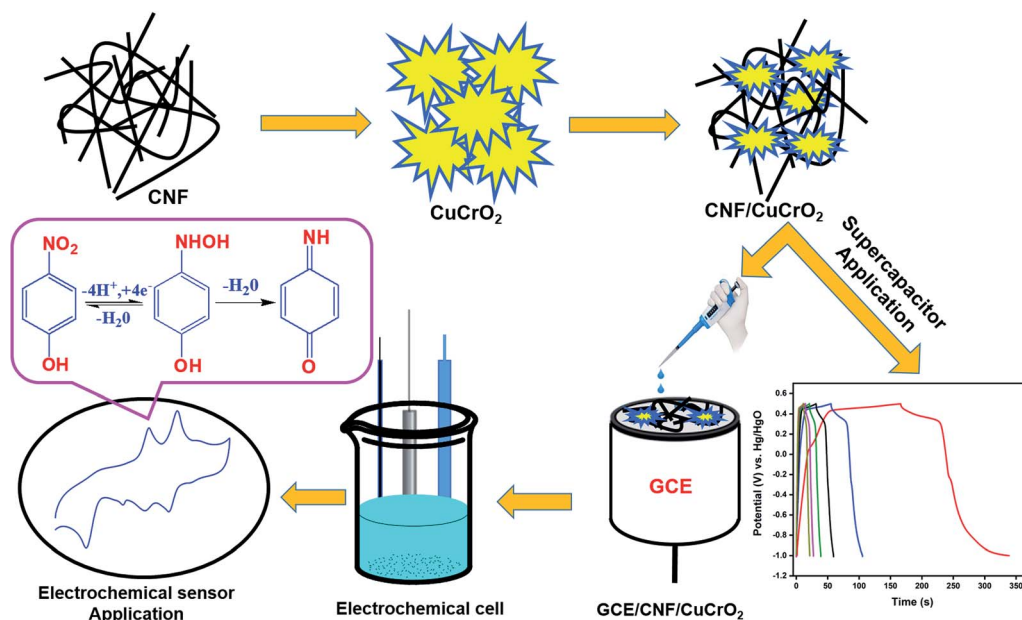 CNF
CuCrO2
CNF/CuCrO2
NO2
OH
-4H+,+4e-
-H20
NHOH
OH
-H20
NH
O
Supercapacitor
Application
GCE
Electrochemical sensor
Application
Electrochemical cell
GCE/CNF/CuCrO2
Potential (V) vs. Hg/HgO
0.6
0.4
0.2
0.0
-0.2
-0.4
-0.6
-0.8
-1.0
-1.2
0 50 100 150 200 250 300 350
Time (s)